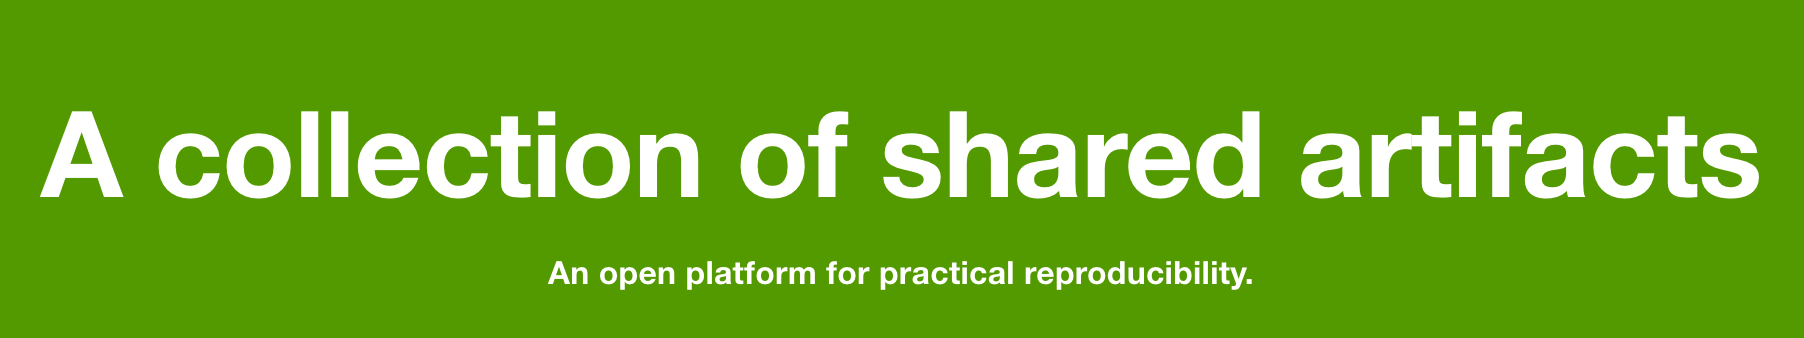 A collection of shared artifacts
An open platform for practical reproducibility.